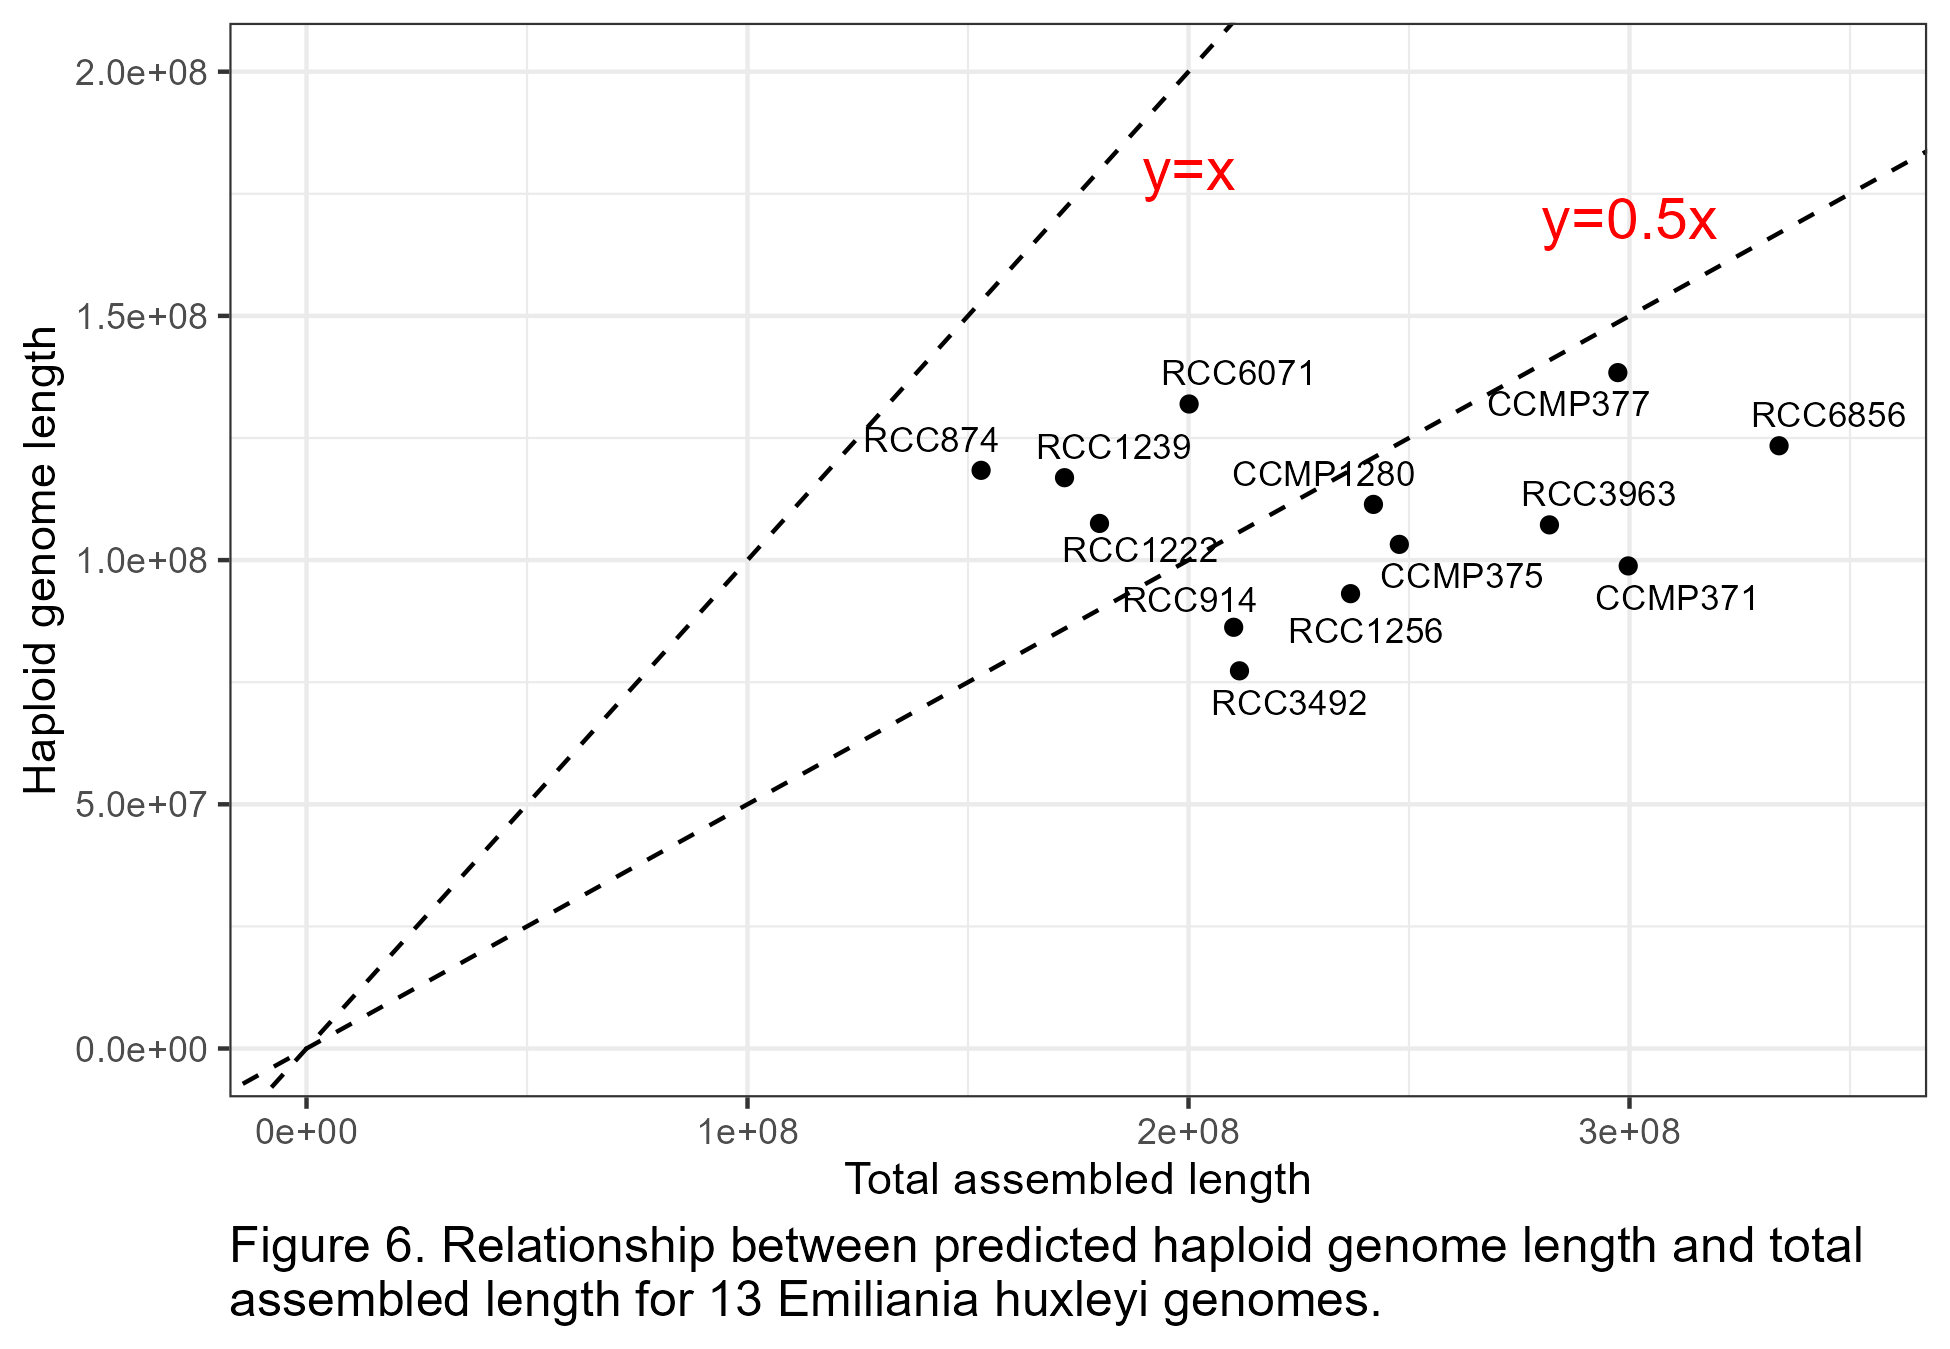 2.0e+08
y=x
y=0.5x
1.5e+08
RCC6071
CCMP377
RCC6856
RCC874
RCC1239
CCMP1280
RCC3963
RCC1222
1.0e+08
CCMP375
RCC914
CCMP371
RCC1256
RCC3492
Haploid genome length
5.0e+07
0.0e+00
0e+00
1e+08
2e+08
3e+08
Total assembled length
Figure 6. Relationship between predicted haploid genome length and total
assembled length for 13 Emiliania huxleyi genomes.